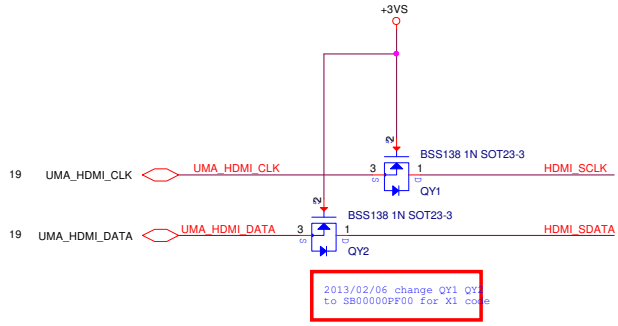 +3VS
2
G
BSS138 1N SOT23-3
19 UMA_HDMI_CLK UMA_HDMI_CLK 3 1 HDMI_SCLK
S D
QY1
2
G
BSS138 1N SOT23-3
19 UMA_HDMI_DATA UMA_HDMI_DATA 3 1 HDMI_SDATA
S D
QY2
2013/02/06 change QY1 QY2
to SB00000PF00 for X1 code